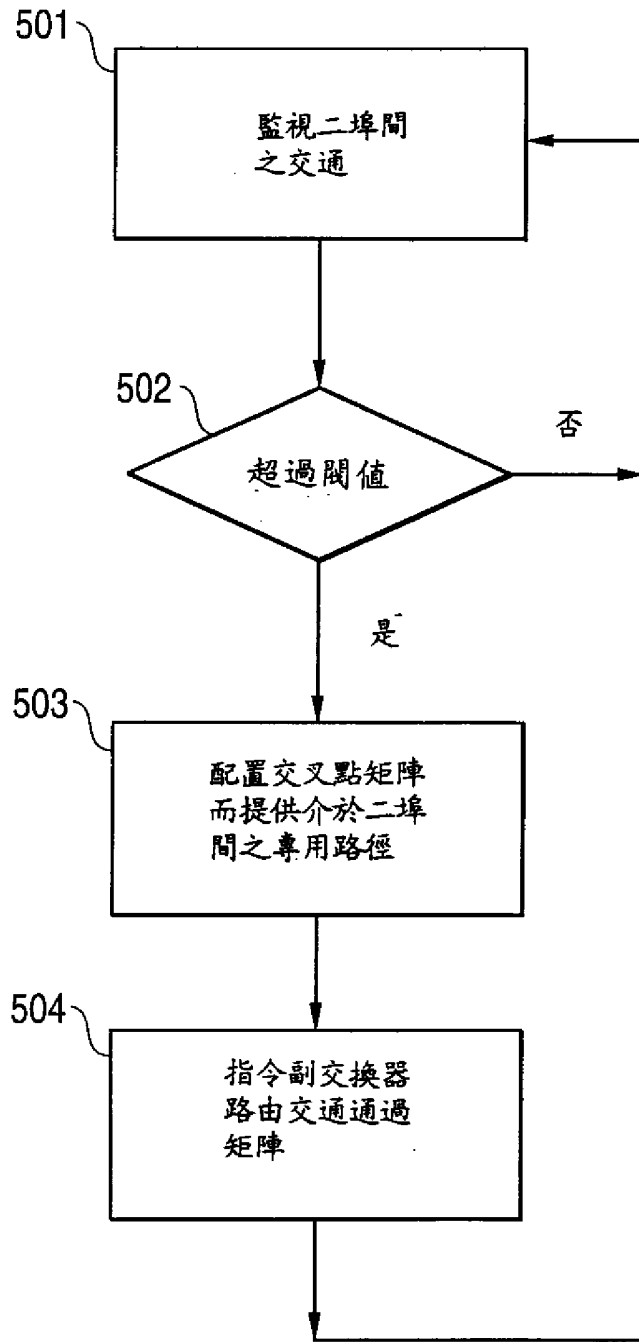 501
監視二埠間
之交通
502
超過閥值
否
是
503
配置交叉點矩陣
而提供介於二埠
間之專用路徑
504
指令副交換器
路由交通通過
矩陣